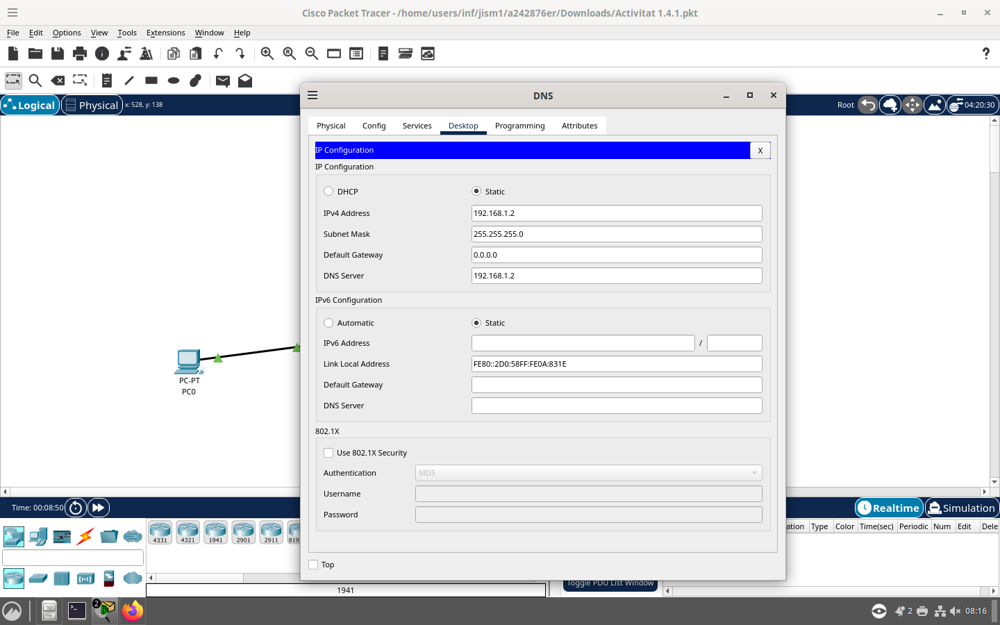 Cisco Packet Tracer - /home/users/inf/jism1/a242876er/Downloads/Activitat 1.4.1.pkt
File Edit Options View Tools Extensions Window Help
Logical Physical x: 528, y: 138 Root 04:20:30
DNS
Physical Config Services Desktop Programming Attributes
IP Configuration X
IP Configuration
DHCP Static
IPv4 Address 192.168.1.2
Subnet Mask 255.255.255.0
Default Gateway 0.0.0.0
DNS Server 192.168.1.2
IPv6 Configuration
Automatic Static
IPv6 Address /
Link Local Address FE80::2D0:58FF:FE0A:831E
Default Gateway
DNS Server
802.1X
Use 802.1X Security
Authentication MD5
Username
Password
Top
PC-PT
PC0
Time: 00:08:50 Realtime Simulation
4331 4321 1941 2901 2911 819
ation Type Color Time(sec) Periodic Num Edit Dele
Toggle PDU List Window
1941
2 2 08:16